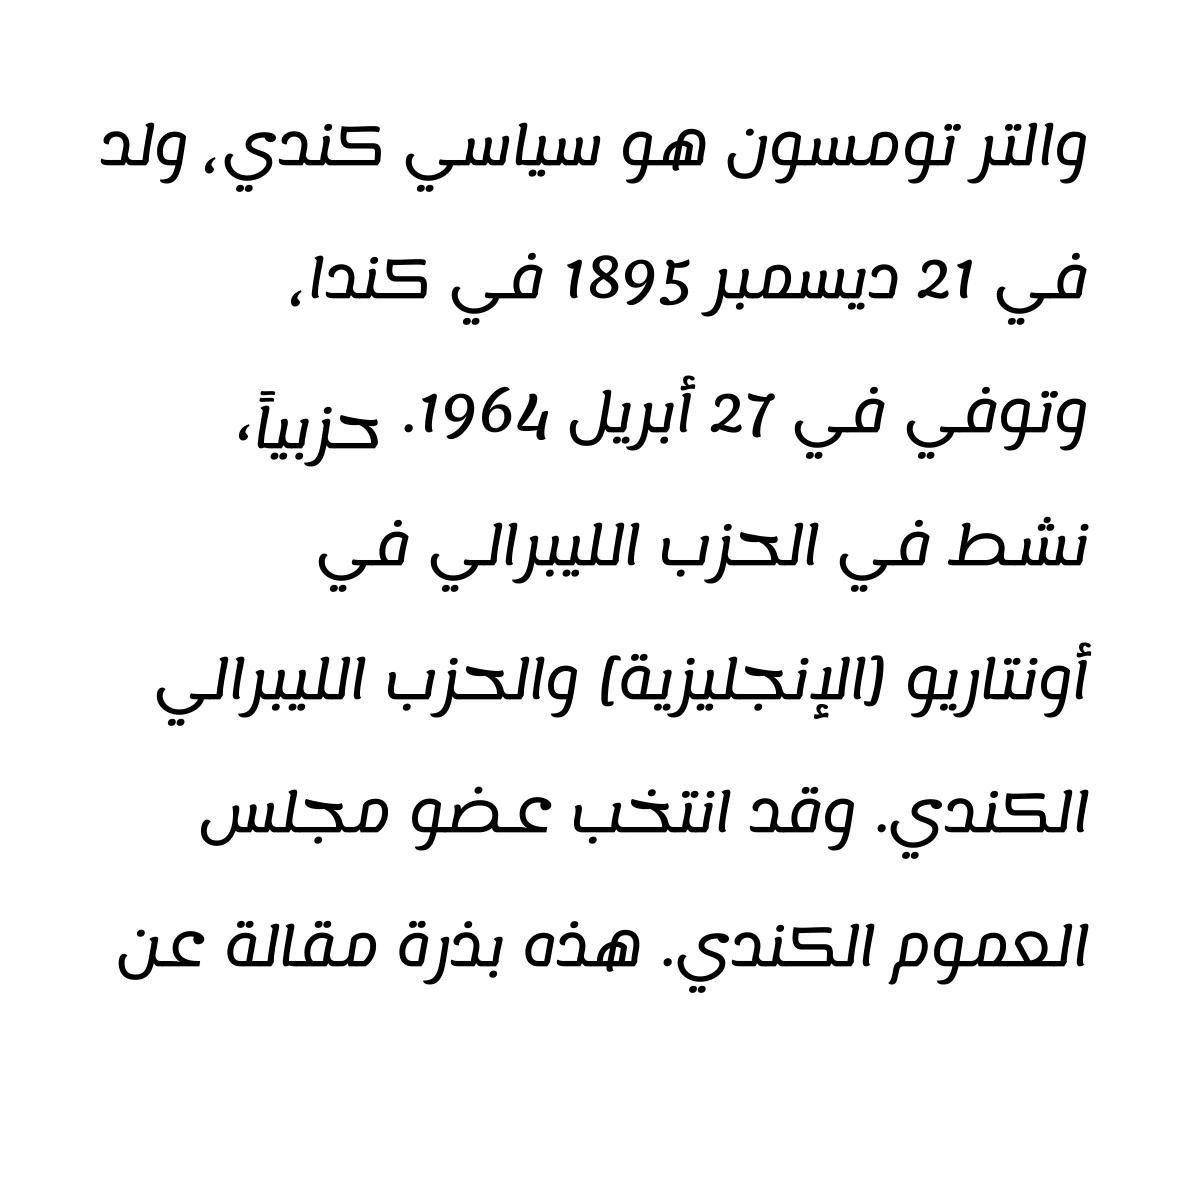 والتر تومسون هو سياسي كندي، ولد
في 21 ديسمبر 1895 في كندا،
وتوفي في 27 أبريل 1964. حزبياً،
نشط في الحزب الليبرالي في
أونتاريو (الإنجليزية) والحزب الليبرالي
الكندي. وقد انتخب عضو مجلس
العموم الكندي. هذه بذرة مقالة عن